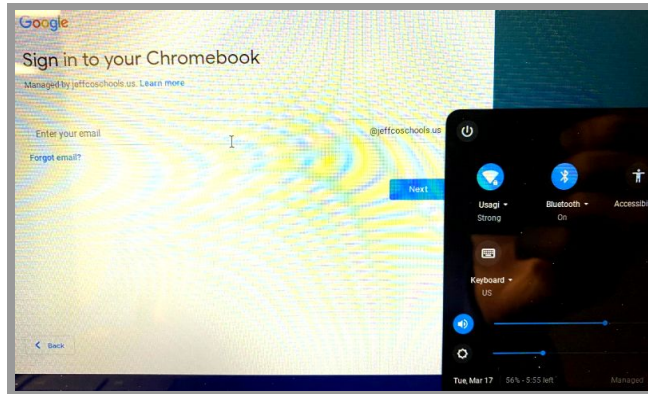 Google
Sign in to your Chromebook
Managed by jeffcoschools.us. Learn more
Enter your email
@jeffcoschools.us
Forgot email?
Next
Usagi
Strong
Bluetooth
On
Accessibi
Keyboard
US
Back
Tue, Mar 17
56% - 5:55 left
Managed